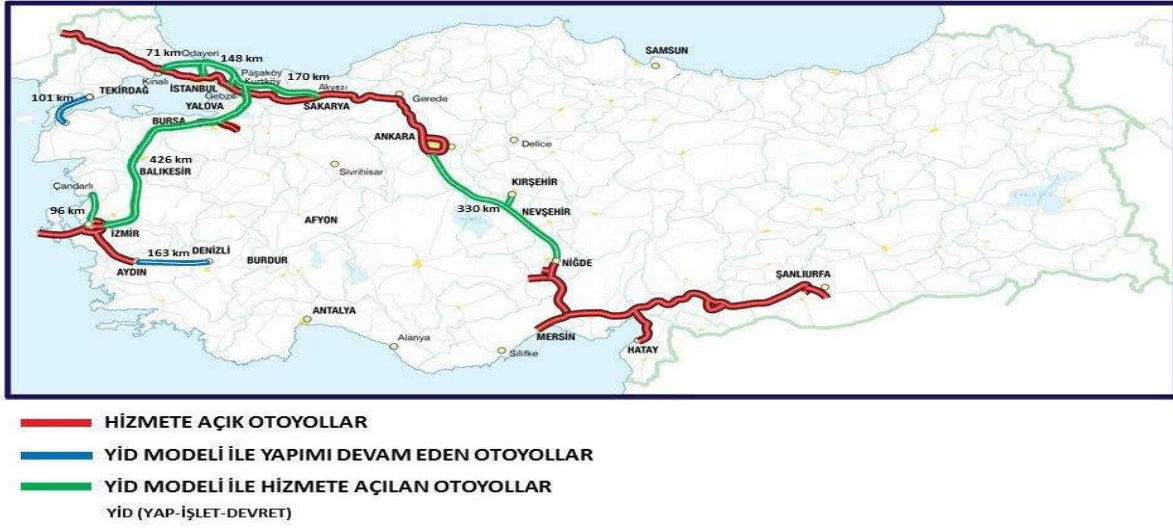 SAMSUN
71 km
Odayeri
148 km
Paşaköy
Kurtköy
170 km
Akyazı
Kınalı
TEKİRDAĞ
İSTANBUL
Gebze
SAKARYA
Gerede
101 km
YALOVA
BURSA
ANKARA
Delice
426 km
BALIKESİR
Sivrihisar
Çandarlı
KIRŞEHİR
96 km
330 km
NEVŞEHİR
AFYON
İZMİR
163 km
DENİZLİ
BURDUR
AYDIN
NİĞDE
ŞANLIURFA
ANTALYA
Alanya
MERSİN
Silifke
HATAY
HİZMETE AÇIK OTOYOLLAR
YİD MODELİ İLE YAPIMI DEVAM EDEN OTOYOLLAR
YİD MODELİ İLE HİZMETE AÇILAN OTOYOLLAR
YİD (YAP-İŞLET-DEVRET)